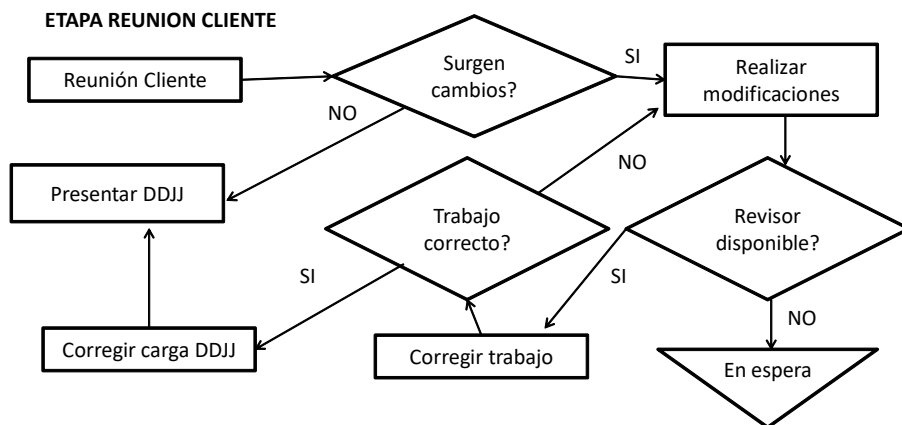 ETAPA REUNION CLIENTE
Reunión Cliente
Surgen
cambios?
SI
Realizar
modificaciones
NO
NO
Presentar DDJJ
Trabajo
correcto?
Revisor
disponible?
SI
SI
NO
Corregir carga DDJJ
Corregir trabajo
En espera